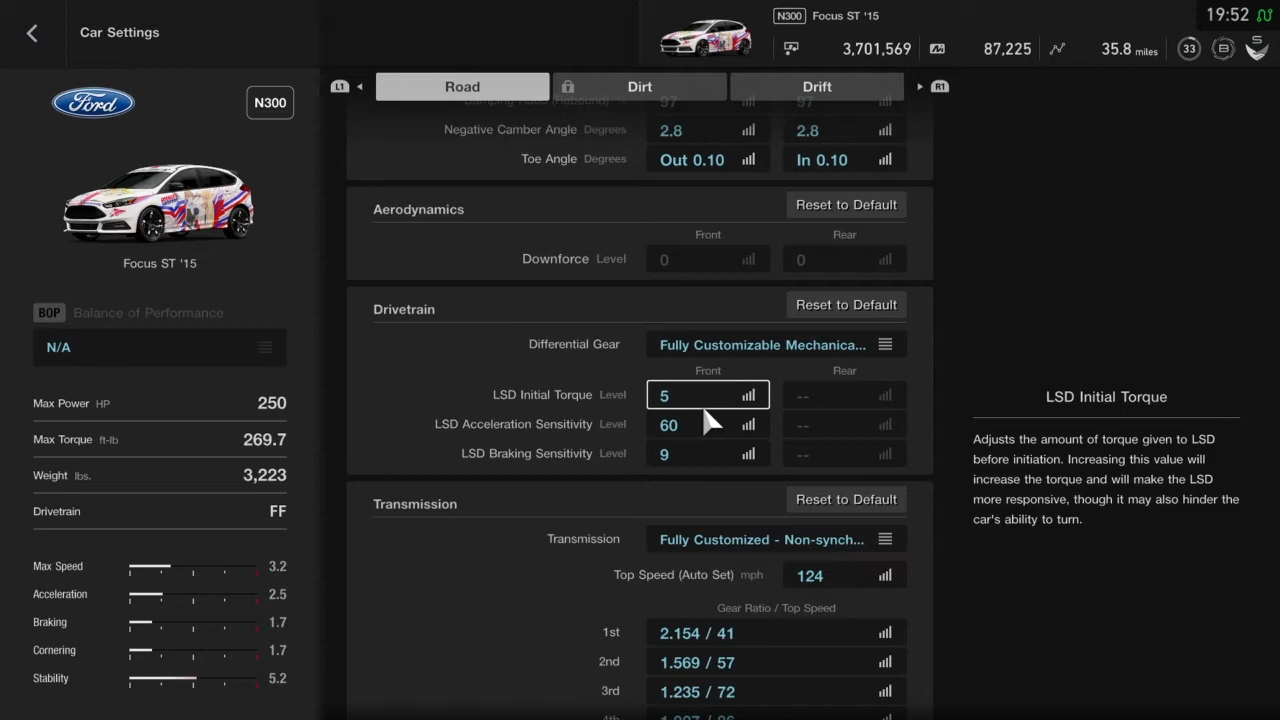 Car Settings
N300 Focus ST '15
3,701,569
87,225
35.8 miles
33
B
S
19:52
Ford
N300
Focus ST '15
BOP Balance of Performance
N/A
Max Power HP 250
Max Torque ft-lb 269.7
Weight lbs. 3,223
Drivetrain FF
Max Speed 3.2
Acceleration 2.5
Braking 1.7
Cornering 1.7
Stability 5.2
L1 Road Dirt Drift R1
Damping Ratio (Rebound) % 97 97
Negative Camber Angle Degrees 2.8 2.8
Toe Angle Degrees Out 0.10 In 0.10
Aerodynamics Reset to Default
Front Rear
Downforce Level 0 0
Drivetrain Reset to Default
Differential Gear Fully Customizable Mechanica...
Front Rear
LSD Initial Torque Level 5 --
LSD Acceleration Sensitivity Level 60 --
LSD Braking Sensitivity Level 9 --
Transmission Reset to Default
Transmission Fully Customized - Non-synch...
Top Speed (Auto Set) mph 124
Gear Ratio / Top Speed
1st 2.154 / 41
2nd 1.569 / 57
3rd 1.235 / 72
LSD Initial Torque
Adjusts the amount of torque given to LSD
before initiation. Increasing this value will
increase the torque and will make the LSD
more responsive, though it may also hinder the
car's ability to turn.